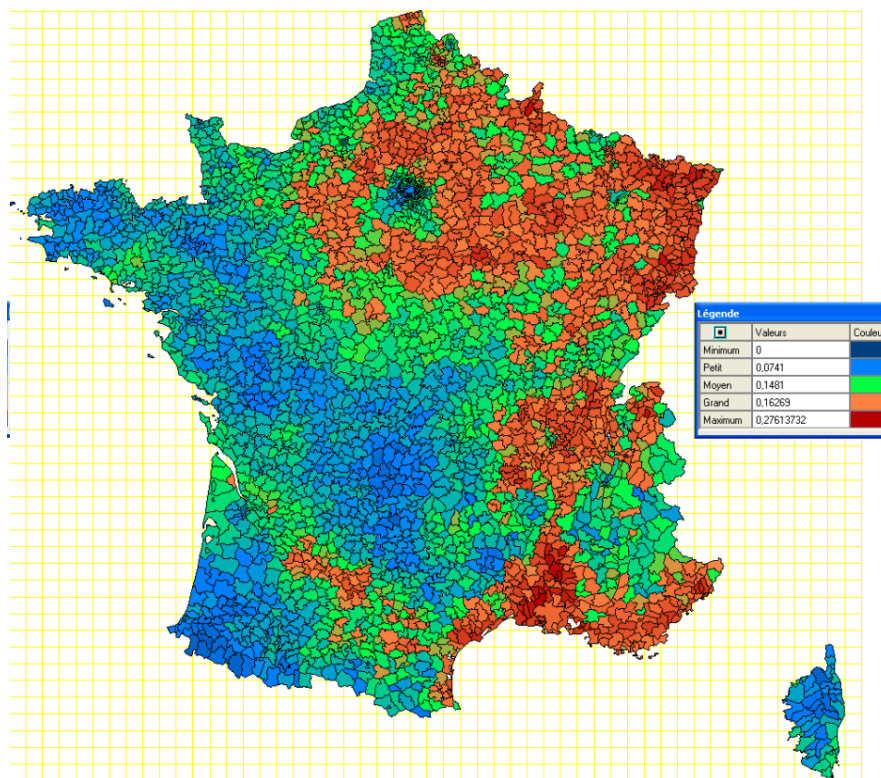 Légende
Valeurs Couleu
Minimum 0
Petit 0,0741
Moyen 0,1481
Grand 0,16269
Maximum 0,27613732